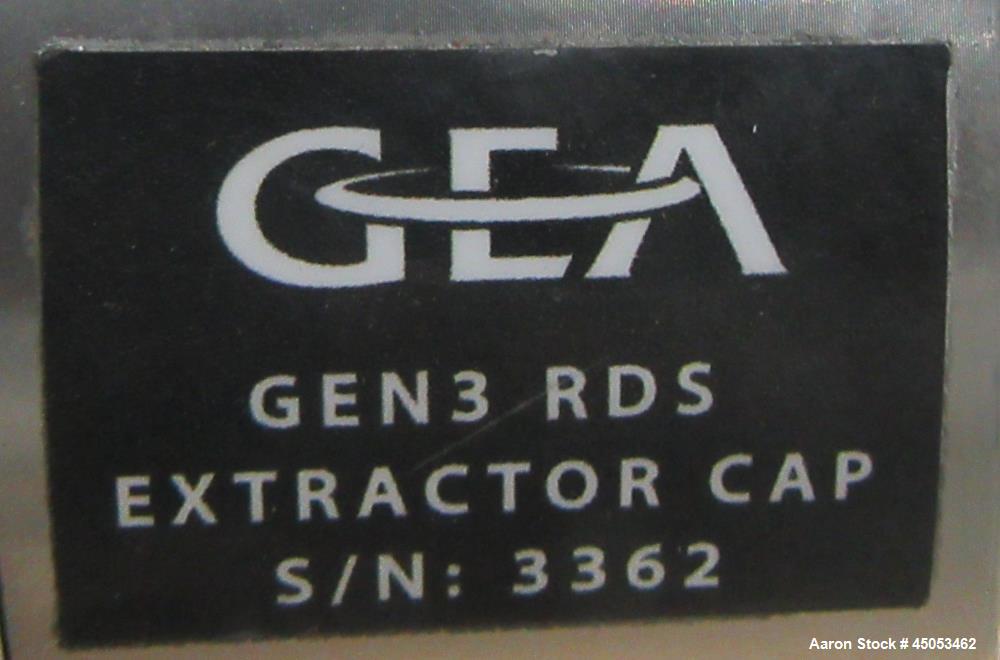 GEA
GEN3 RDS
EXTRACTOR CAP
S/N: 3362
Aaron Stock # 45053462